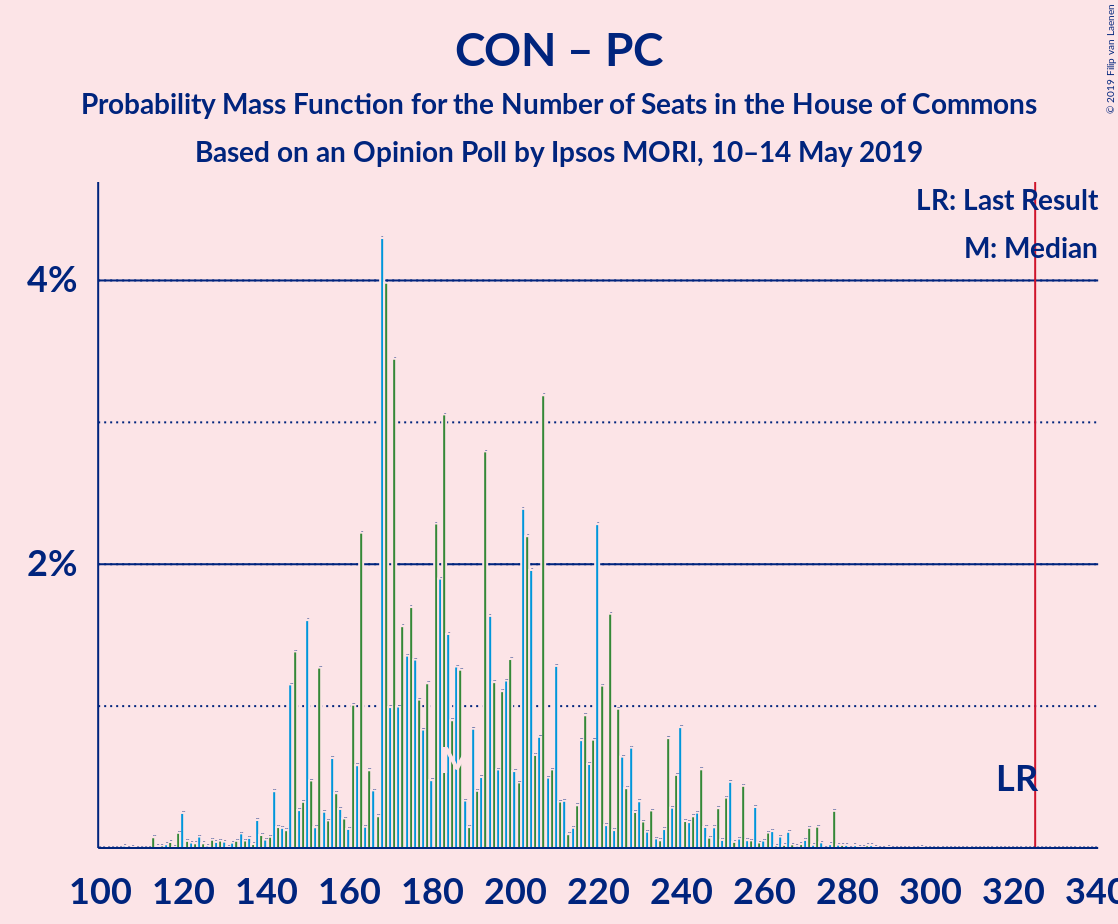 CON – PC
Probability Mass Function for the Number of Seats in the House of Commons
Based on an Opinion Poll by Ipsos MORI, 10–14 May 2019
© 2019 Filip van Laenen
LR: Last Result
M: Median
4%
2%
M
LR
100 120 140 160 180 200 220 240 260 280 300 320 340